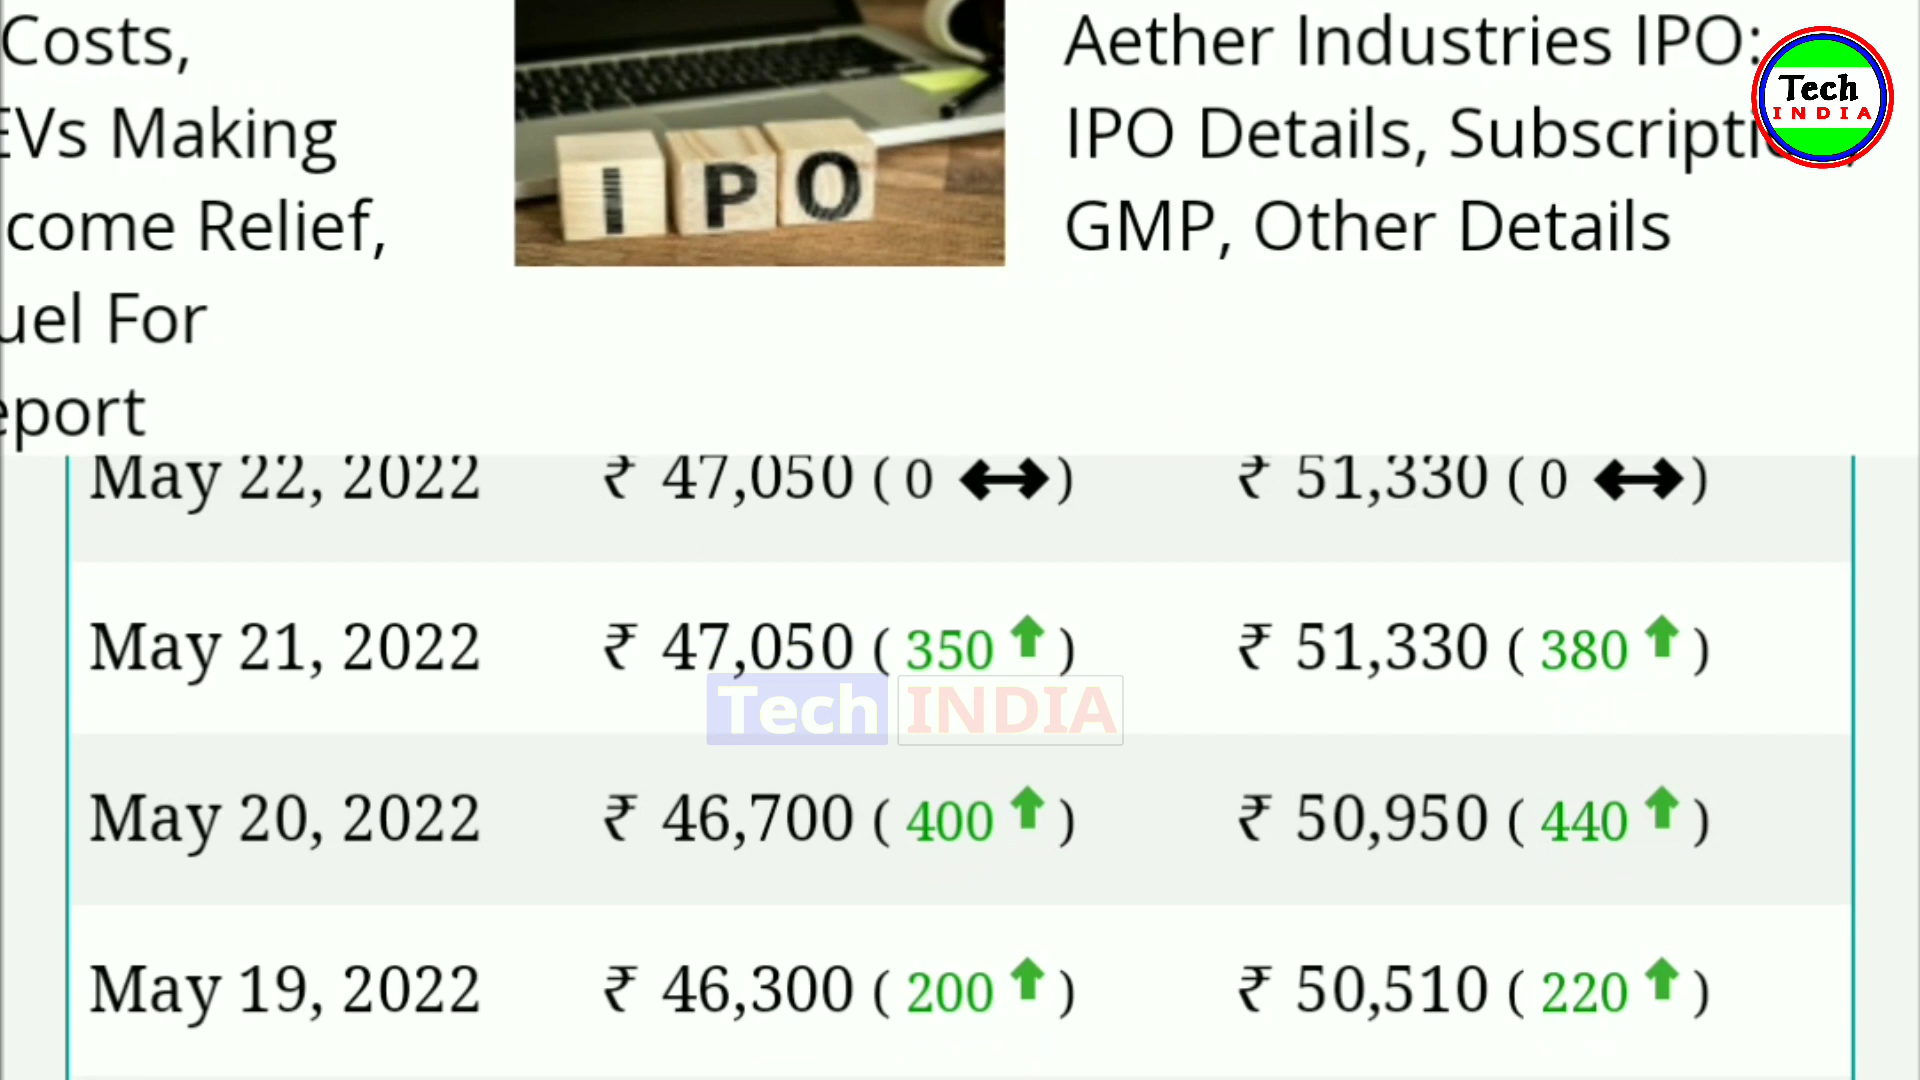 Costs,
EVs Making
come Relief,
uel For
eport
IPO
Aether Industries IPO:
IPO Details,
GMP, Other Details
Tech
INDIA
May 22, 2022 ₹ 47,050 ( 0 ↔ ) ₹ 51,330 ( 0 ↔ )
May 21, 2022 ₹ 47,050 ( 350 ⬆ ) ₹ 51,330 ( 380 ⬆ )
Tech INDIA
May 20, 2022 ₹ 46,700 ( 400 ⬆ ) ₹ 50,950 ( 440 ⬆ )
May 19, 2022 ₹ 46,300 ( 200 ⬆ ) ₹ 50,510 ( 220 ⬆ )